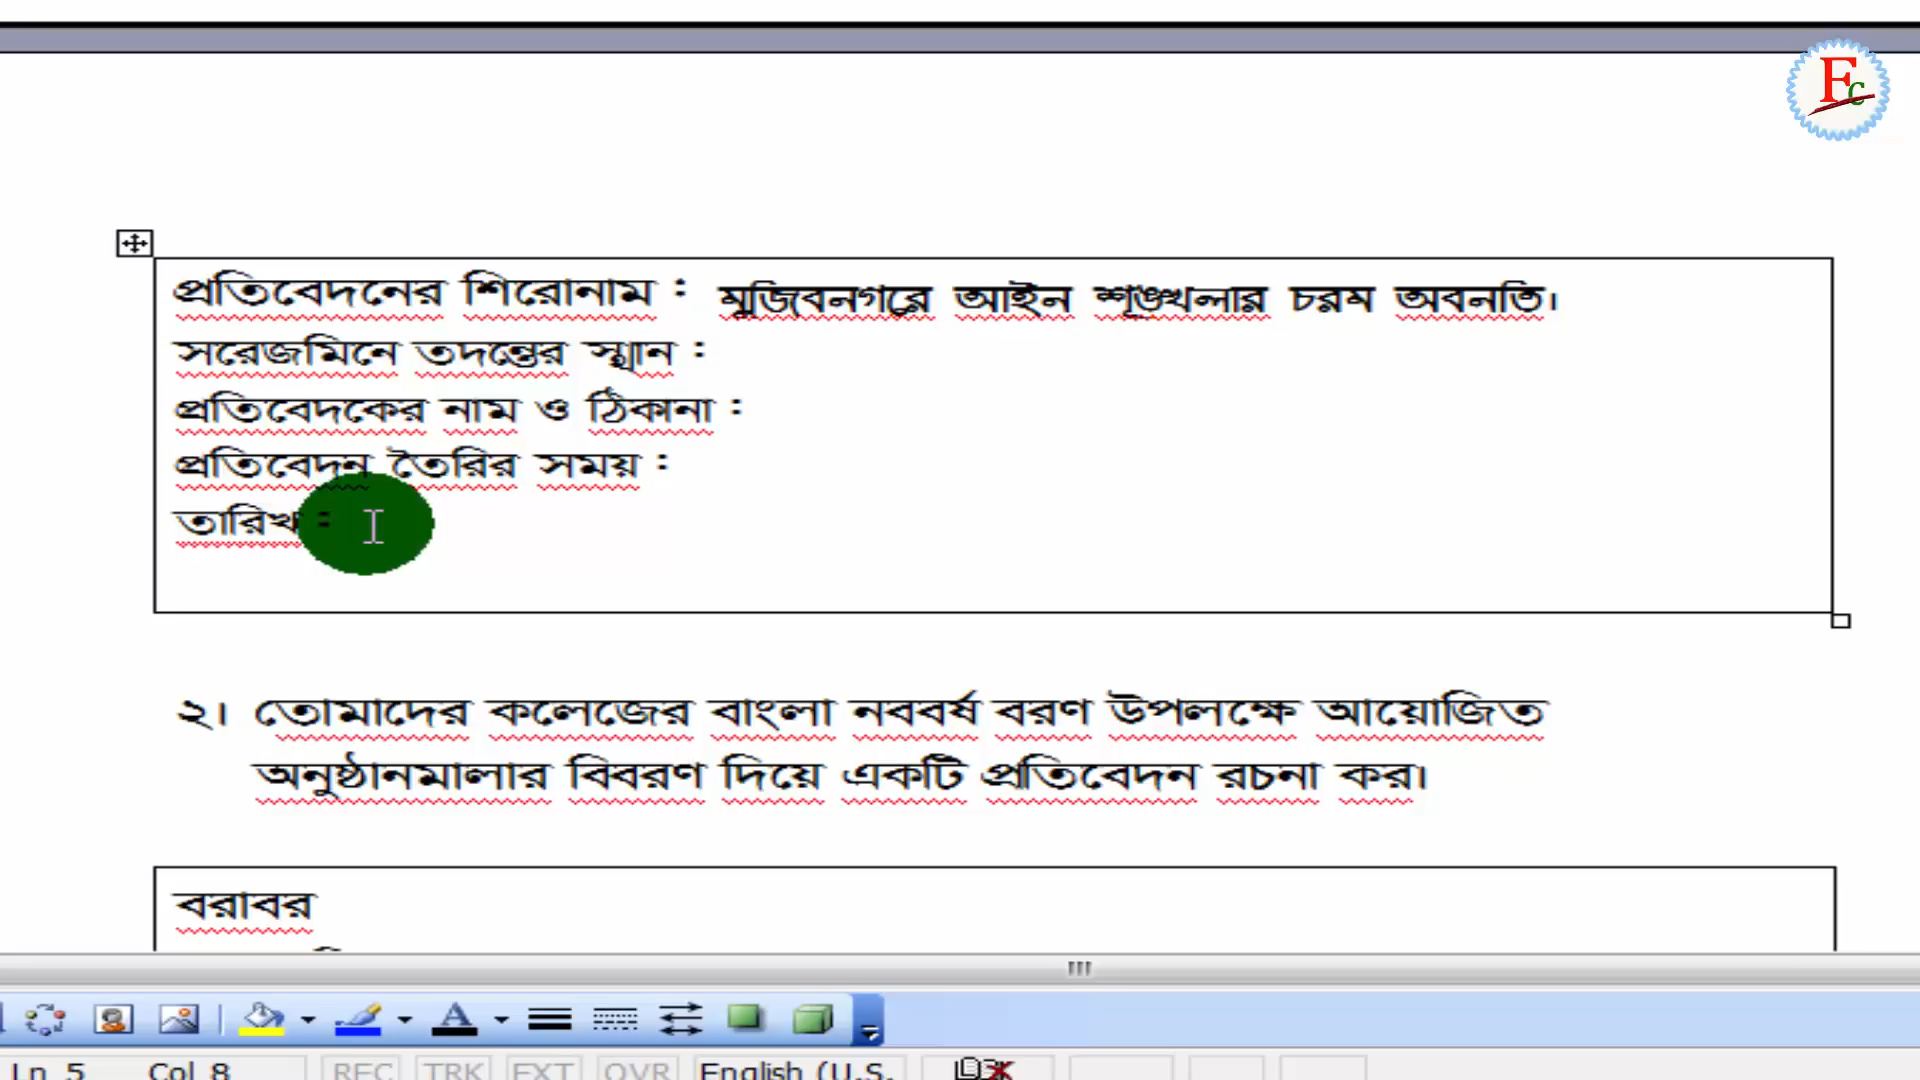 Fc
প্রতিবেদনের শিরোনাম : মুজিবনগরে আইন শৃঙখলার চরম অবনতি।
সরেজমিনে তদন্তের স্থান :
প্রতিবেদকের নাম ও ঠিকানা :
প্রতিবেদন তৈরির সময় :
তারিখ :
২। তোমাদের কলেজের বাংলা নববর্ষ বরণ উপলক্ষে আয়োজিত
অনুষ্ঠানমালার বিবরণ দিয়ে একটি প্রতিবেদন রচনা কর।
বরাবর
Ln 5 Col 8 REC TRK EXT OVR English (U.S.